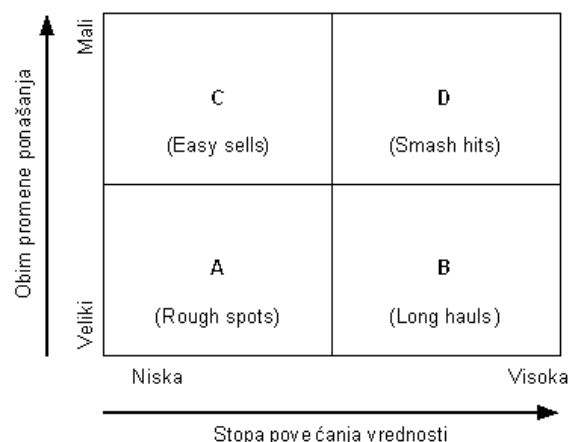 Obim promene ponašanja
Mali
Veliki
C
(Easy sells)
D
(Smash hits)
A
(Rough spots)
B
(Long hauls)
Niska
Visoka
Stopa povećanja vrednosti